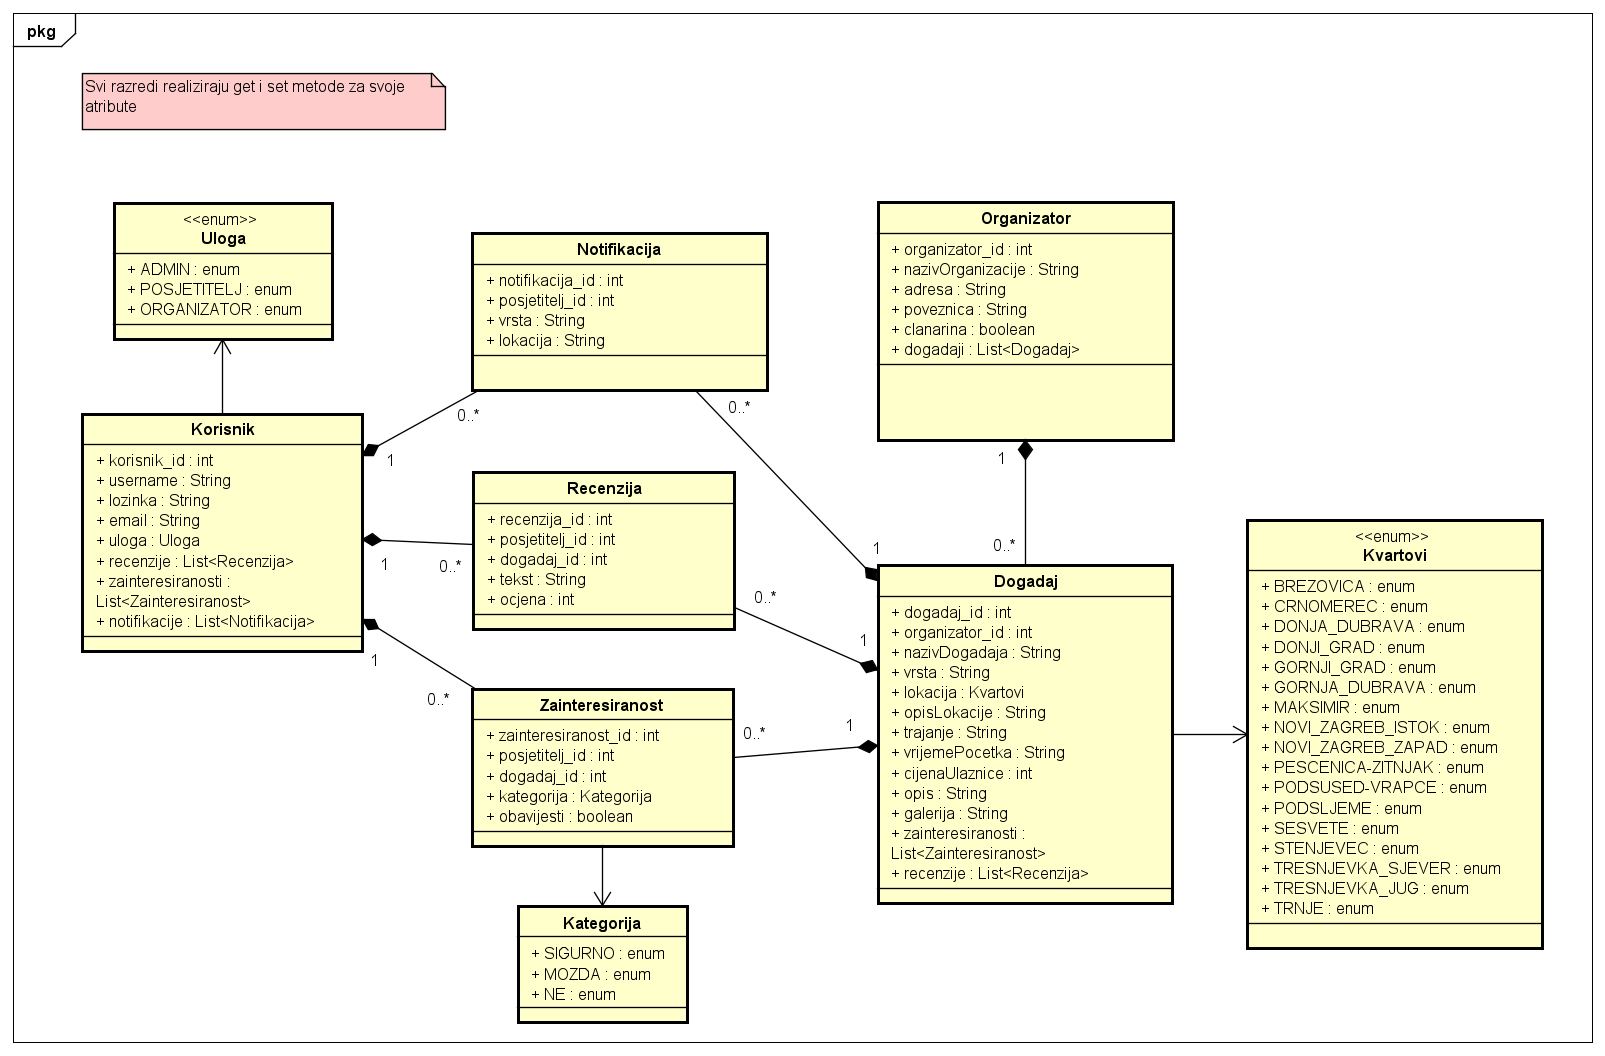 pkg
Svi razredi realiziraju get i set metode za svoje
atribute
<<enum>>
Uloga
+ ADMIN : enum
+ POSJETITELJ : enum
+ ORGANIZATOR : enum
Notifikacija
+ notifikacija_id : int
+ posjetitelj_id : int
+ vrsta : String
+ lokacija : String
Organizator
+ organizator_id : int
+ nazivOrganizacije : String
+ adresa : String
+ poveznica : String
+ clanarina : boolean
+ dogadaji : List<Dogadaj>
Korisnik
+ korisnik_id : int
+ username : String
+ lozinka : String
+ email : String
+ uloga : Uloga
+ recenzije : List<Recenzija>
+ zainteresiranosti :
List<Zainteresiranost>
+ notifikacije : List<Notifikacija>
0..*
1
0..*
1
1
0..*
Recenzija
+ recenzija_id : int
+ posjetitelj_id : int
+ dogadaj_id : int
+ tekst : String
+ ocjena : int
1
0..*
1
0..*
0..*
1
1
0..*
0..*
1
Zainteresiranost
+ zainteresiranost_id : int
+ posjetitelj_id : int
+ dogadaj_id : int
+ kategorija : Kategorija
+ obavijesti : boolean
Dogadaj
+ dogadaj_id : int
+ organizator_id : int
+ nazivDogadaja : String
+ vrsta : String
+ lokacija : Kvartovi
+ opisLokacije : String
+ trajanje : String
+ vrijemePocetka : String
+ cijenaUlaznice : int
+ opis : String
+ galerija : String
+ zainteresiranosti :
List<Zainteresiranost>
+ recenzije : List<Recenzija>
<<enum>>
Kvartovi
+ BREZOVICA : enum
+ CRNOMEREC : enum
+ DONJA_DUBRAVA : enum
+ DONJI_GRAD : enum
+ GORNJI_GRAD : enum
+ GORNJA_DUBRAVA : enum
+ MAKSIMIR : enum
+ NOVI_ZAGREB_ISTOK : enum
+ NOVI_ZAGREB_ZAPAD : enum
+ PESCENICA-ZITNJAK : enum
+ PODSUSED-VRAPCE : enum
+ PODSLJEME : enum
+ SESVETE : enum
+ STENJEVEC : enum
+ TRESNJEVKA_SJEVER : enum
+ TRESNJEVKA_JUG : enum
+ TRNJE : enum
Kategorija
+ SIGURNO : enum
+ MOZDA : enum
+ NE : enum